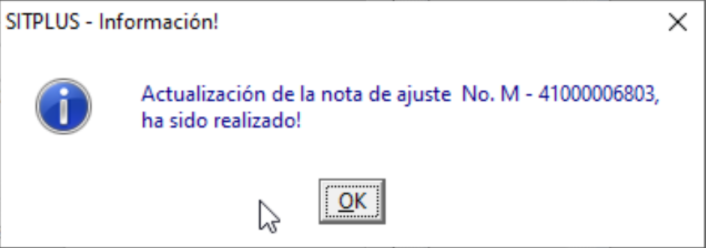 SITPLUS - Información!
Actualización de la nota de ajuste  No. M - 41000006803,
ha sido realizado!
OK